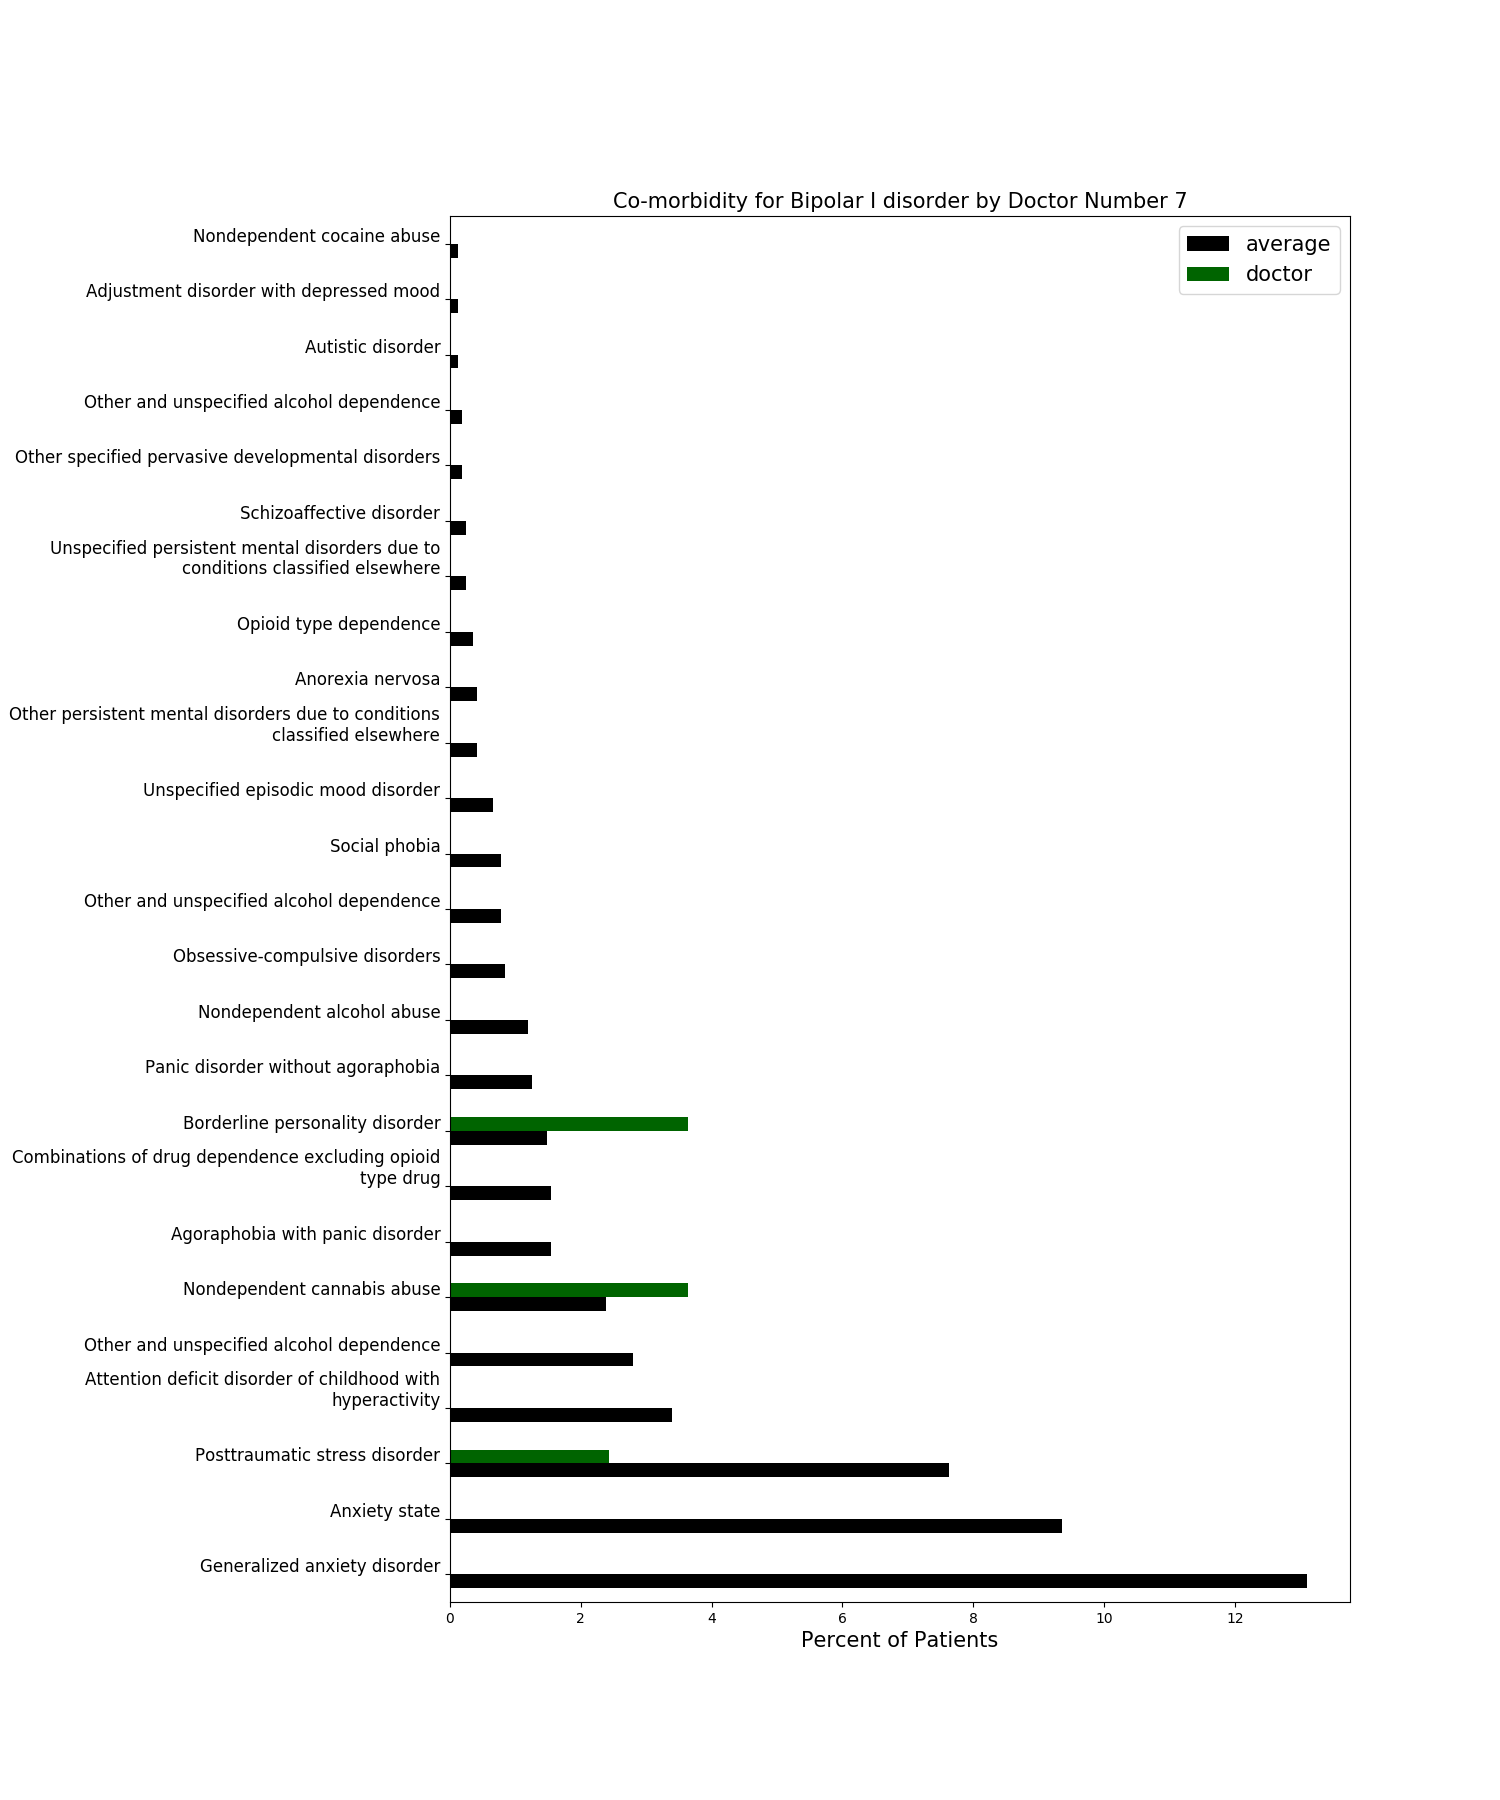 Co-morbidity for Bipolar I disorder by Doctor Number 7
average
doctor
Nondependent cocaine abuse
Adjustment disorder with depressed mood
Autistic disorder
Other and unspecified alcohol dependence
Other specified pervasive developmental disorders
Schizoaffective disorder
Unspecified persistent mental disorders due to
conditions classified elsewhere
Opioid type dependence
Anorexia nervosa
Other persistent mental disorders due to conditions
classified elsewhere
Unspecified episodic mood disorder
Social phobia
Other and unspecified alcohol dependence
Obsessive-compulsive disorders
Nondependent alcohol abuse
Panic disorder without agoraphobia
Borderline personality disorder
Combinations of drug dependence excluding opioid
type drug
Agoraphobia with panic disorder
Nondependent cannabis abuse
Other and unspecified alcohol dependence
Attention deficit disorder of childhood with
hyperactivity
Posttraumatic stress disorder
Anxiety state
Generalized anxiety disorder
0 2 4 6 8 10 12
Percent of Patients